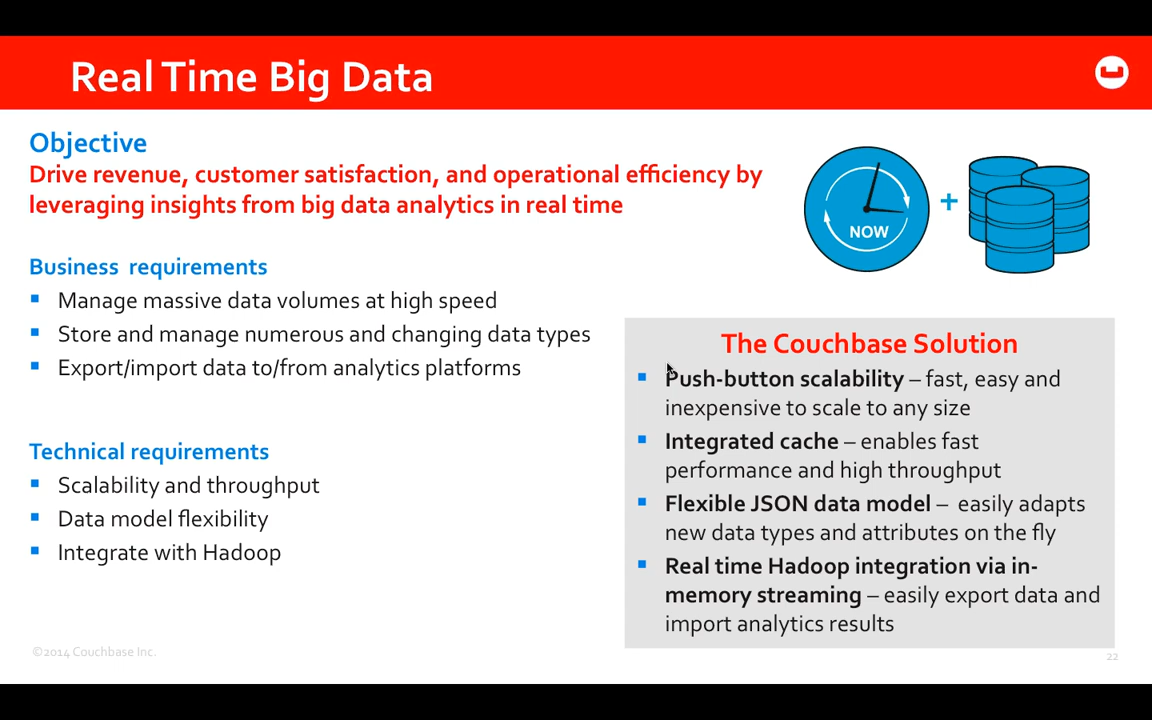 Real Time Big Data
Objective
Drive revenue, customer satisfaction, and operational efficiency by
leveraging insights from big data analytics in real time
NOW
+
Business requirements
Manage massive data volumes at high speed
Store and manage numerous and changing data types
Export/import data to/from analytics platforms
Technical requirements
Scalability and throughput
Data model flexibility
Integrate with Hadoop
The Couchbase Solution
Push-button scalability – fast, easy and
inexpensive to scale to any size
Integrated cache – enables fast
performance and high throughput
Flexible JSON data model – easily adapts
new data types and attributes on the fly
Real time Hadoop integration via in-
memory streaming – easily export data and
import analytics results
©2014 Couchbase Inc.
22